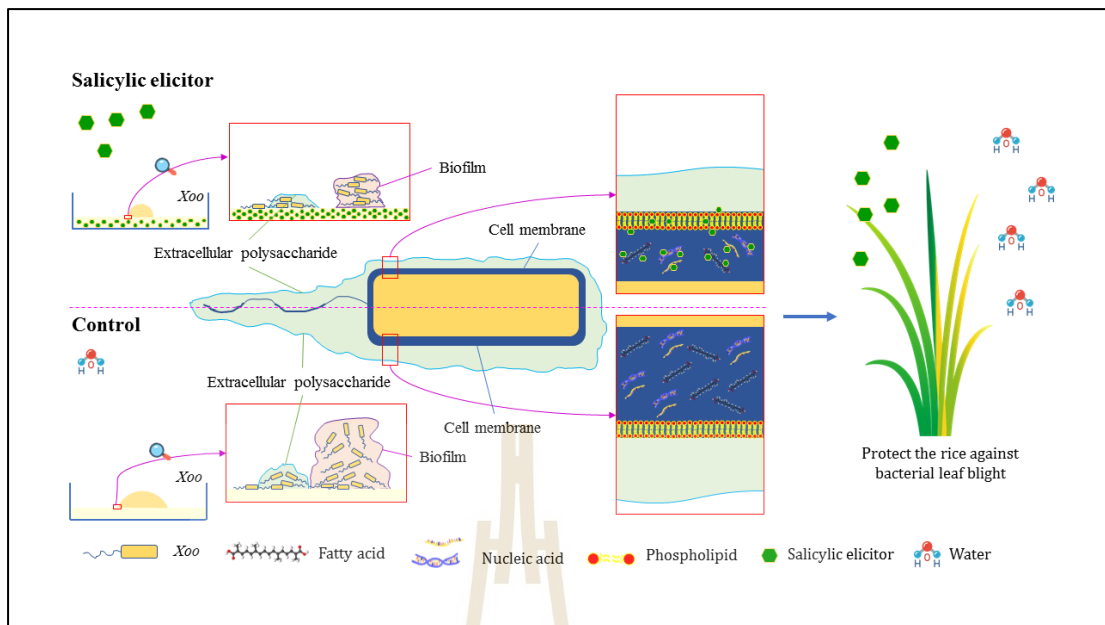 Salicylic elicitor
Xoo
Biofilm
Extracellular polysaccharide
Cell membrane
H O H
H O H
H O H
H O H
Control
H O H
Extracellular polysaccharide
Cell membrane
Biofilm
Xoo
Protect the rice against
bacterial leaf blight
Xoo
Fatty acid
Nucleic acid
Phospholipid
Salicylic elicitor
H O H
Water